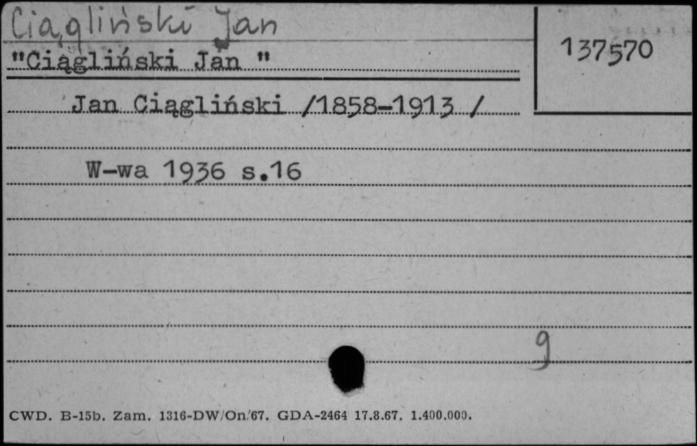 Ciągliński Jan
137570
"Ciągliński Jan "
Jan Ciągliński /1858-1913 /
W-wa 1936 s.16
g
CWD. B-15b. Zam. 1316-DW/On/67. GDA-2464 17.8.67. 1.400.000.